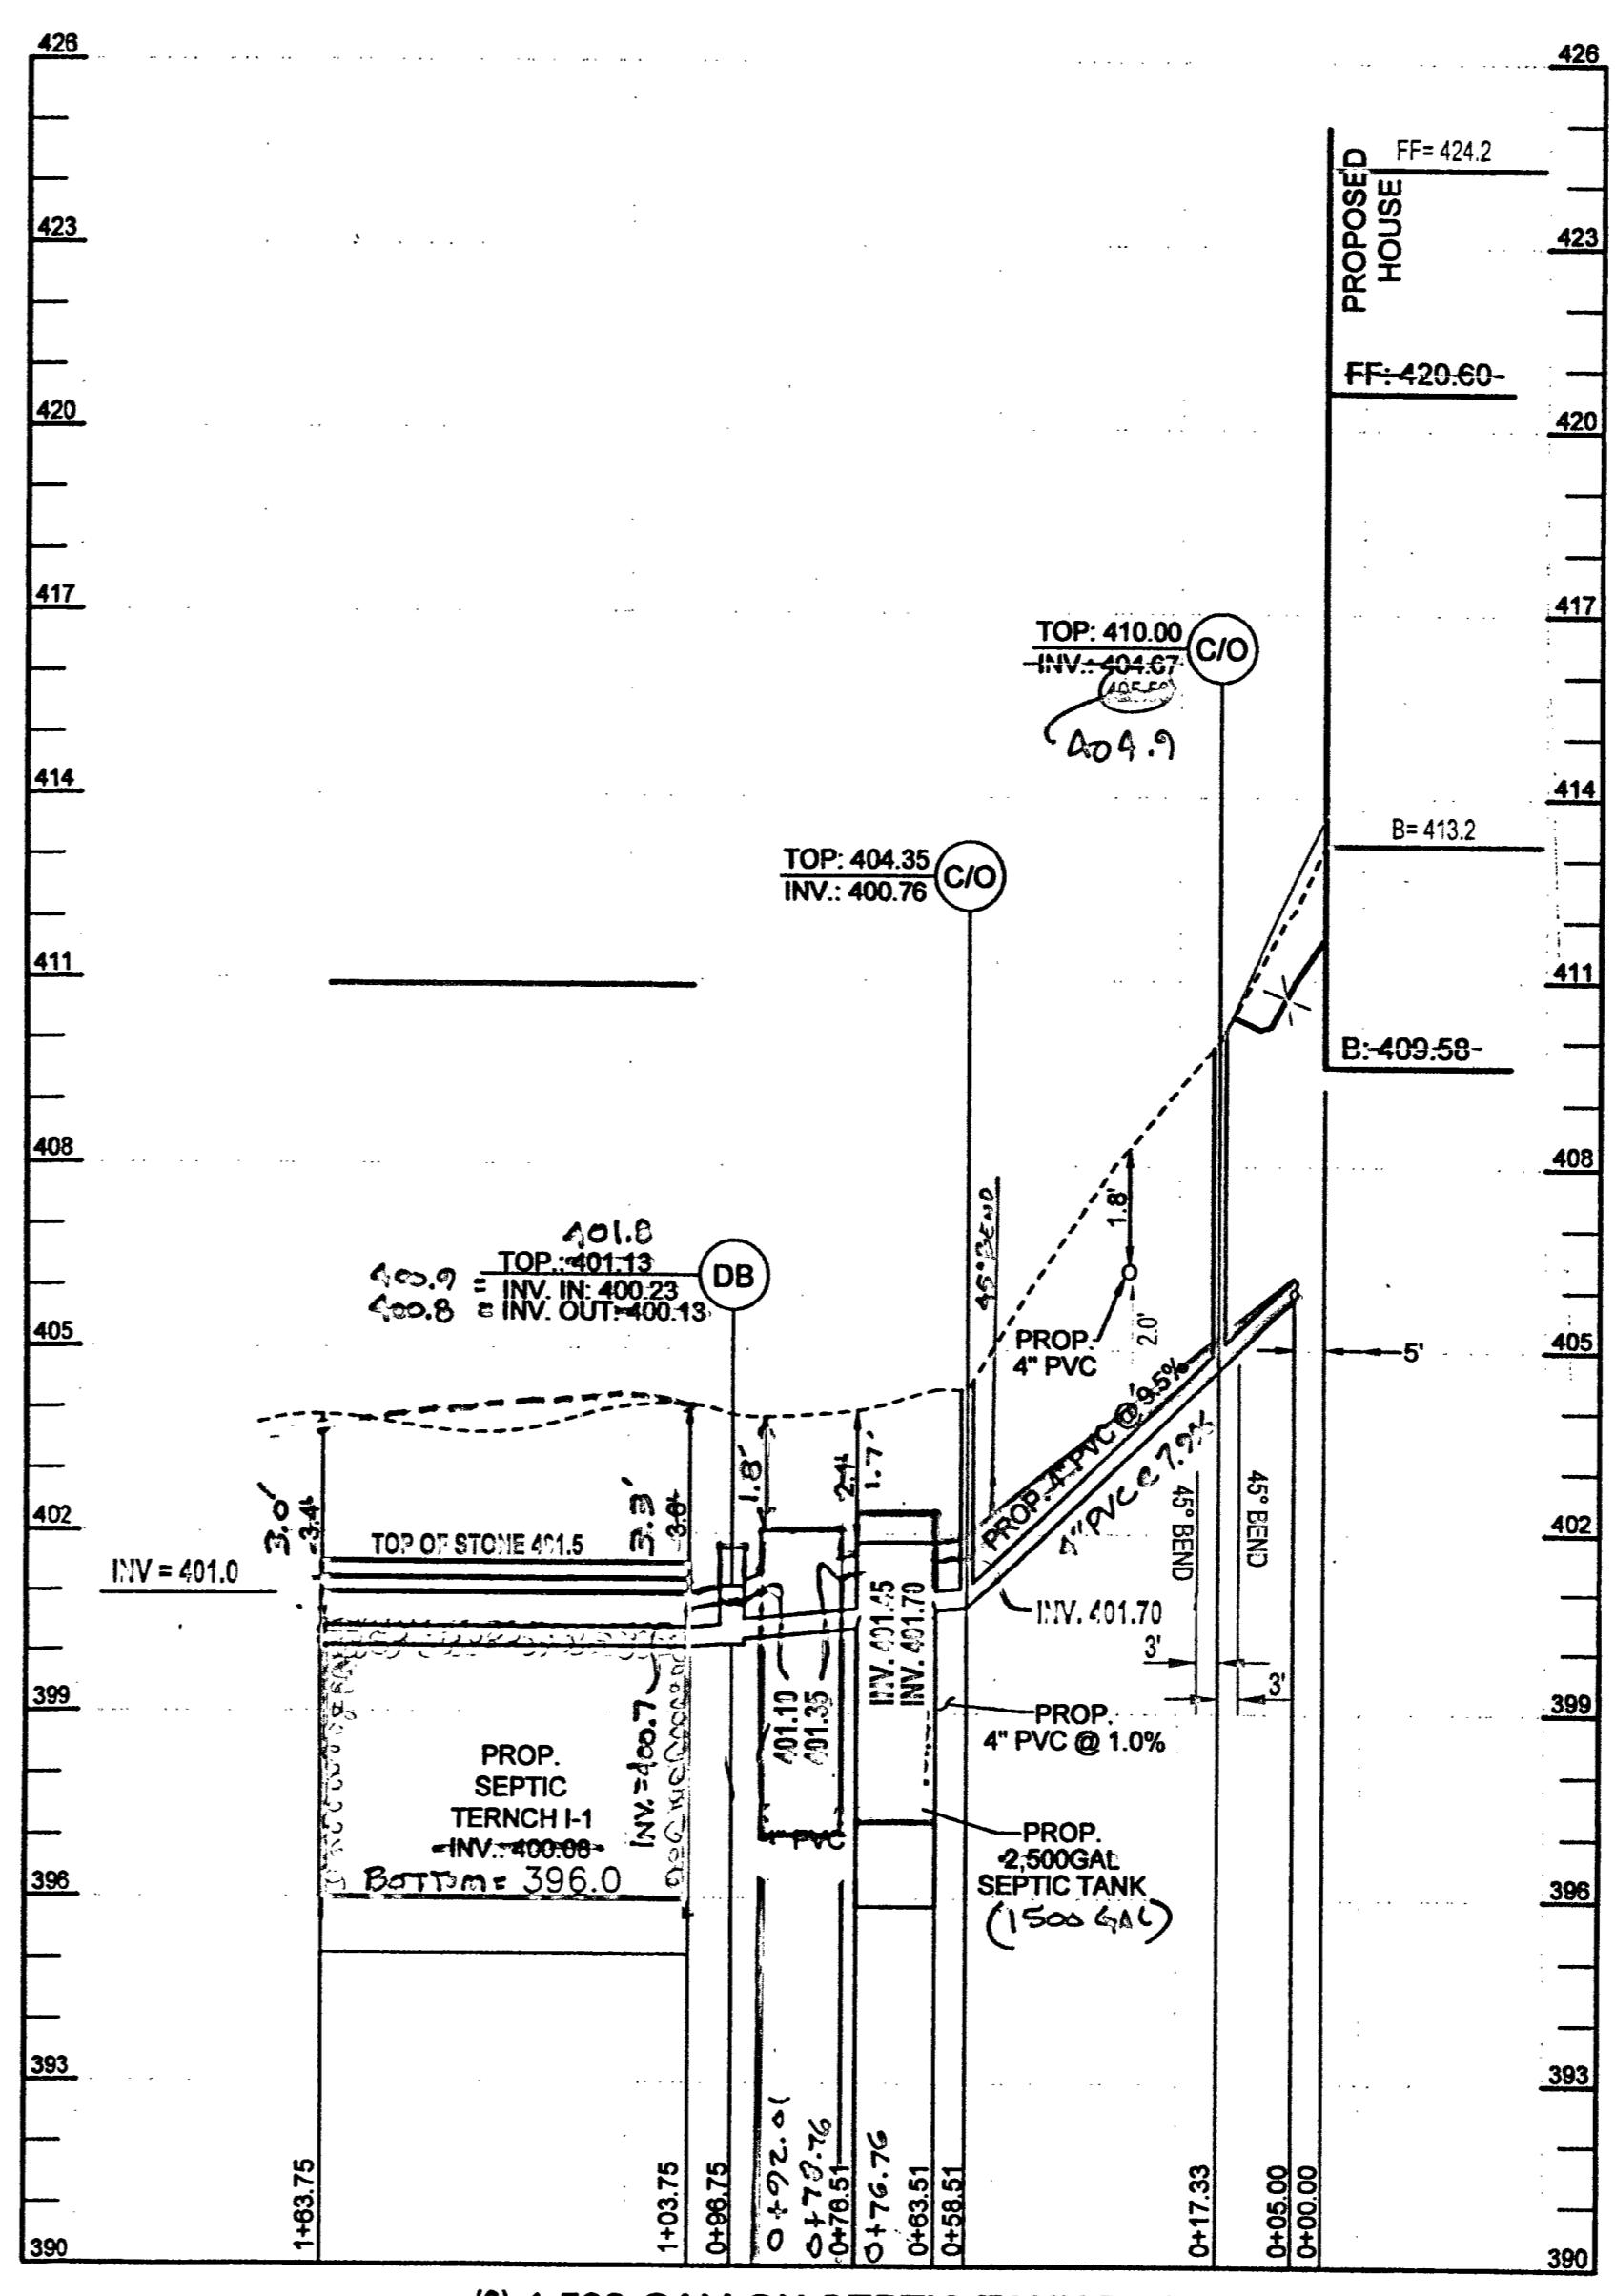 426
426
FF= 424.2
PROPOSED
HOUSE
423
423
FF: 420.60
420
420
417
417
TOP: 410.00
INV.: 404.67
C/O
404.9
414
414
B= 413.2
TOP: 404.35
INV.: 400.76
C/O
411
411
B: 409.58
408
408
45° BEND
1.8'
401.8
TOP.: 401.13
400.9 = INV. IN: 400.23
400.8 = INV. OUT: 400.13
DB
405
405
PROP.
4" PVC
2.0'
5'
PROP. 4" PVC @ 9.5%
4" PVC @ 7.9%
3.0'
3.4'
3.3'
3.8'
1.8'
2.1'
1.7'
402
402
TOP OF STONE 401.5
INV = 401.0
45° BEND
45° BEND
INV. 401.45
INV. 401.70
INV. 401.70
3'
3'
399
399
401.10
401.35
PROP.
4" PVC @ 1.0%
PROP.
SEPTIC
TERNCH I-1
INV.: 400.08
INV. = 400.7
BOTTOM = 396.0
PVC
PROP.
2,500GAL
SEPTIC TANK
(1500 GAL)
396
396
393
393
1+63.75
1+03.75
0+96.75
0+92.01
0+78.76
0+76.51
0+76.76
0+63.51
0+58.51
0+17.33
0+05.00
0+00.00
390
390